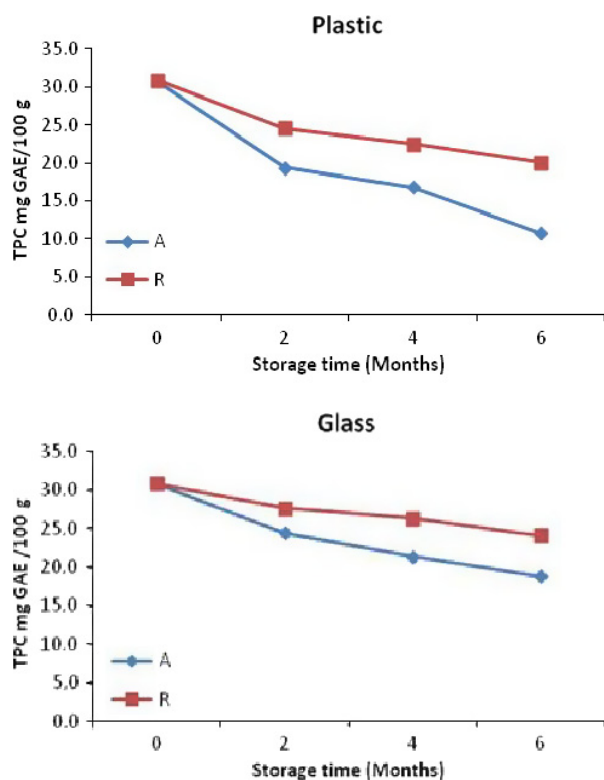 Plastic
TPC mg GAE/100 g
35.0
30.0
25.0
20.0
15.0
10.0
5.0
0.0
A
R
0 2 4 6
Storage time (Months)
Glass
TPC mg GAE /100 g
35.0
30.0
25.0
20.0
15.0
10.0
5.0
0.0
A
R
0 2 4 6
Storage time (Months)